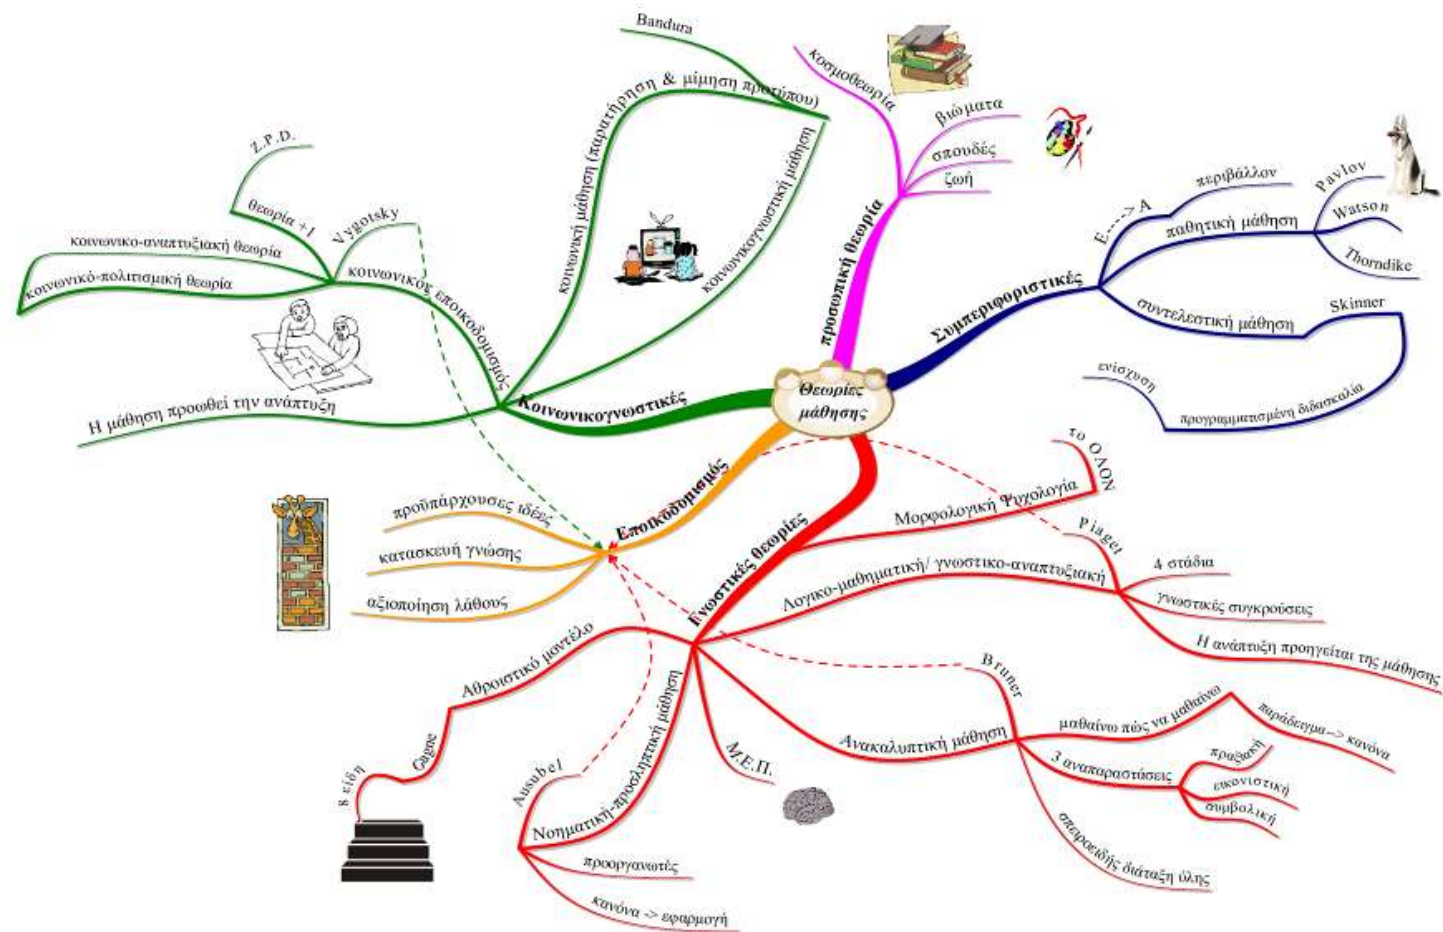 Θεωρίες
μάθησης
προσωπική θεωρία
κοσμοθεωρία
βιώματα
σπουδές
ζωή
Συμπεριφοριστικές
Ε---->Α
περιβάλλον
παθητική μάθηση
Pavlov
Watson
Thorndike
συντελεστική μάθηση
Skinner
προγραμματισμένη διδασκαλία
ενίσχυση
Γνωστικές θεωρίες
Μορφολογική Ψυχολογία
το ΟΛΟΝ
Λογικο-μαθηματική/ γνωστικο-αναπτυξιακή
Piaget
4 στάδια
γνωστικές συγκρούσεις
Η ανάπτυξη προηγείται της μάθησης
Ανακαλυπτική μάθηση
Bruner
μαθαίνω πώς να μαθαίνω
παράδειγμα--> κανόνα
3 αναπαραστάσεις
πραξιακή
εικονιστική
συμβολική
σπειροειδής διάταξη ύλης
Μ.Ε.Π.
Νοηματική-προσληπτική μάθηση
Ausubel
προοργανωτές
κανόνα -> εφαρμογή
Αθροιστικό μοντέλο
Gagne
8 είδη
Εποικοδομισμός
προϋπάρχουσες ιδέες
κατασκευή γνώσης
αξιοποίηση λάθους
Κοινωνικογνωστικές
Η μάθηση προωθεί την ανάπτυξη
κοινωνικός εποικοδομισμός
κοινωνικό-πολιτισμική θεωρία
κοινωνικο-αναπτυξιακή θεωρία
θεωρία +1
Z.P.D.
Vygotsky
κοινωνική μάθηση (παρατήρηση & μίμηση προτύπου)
Bandura
κοινωνικογνωστική μάθηση